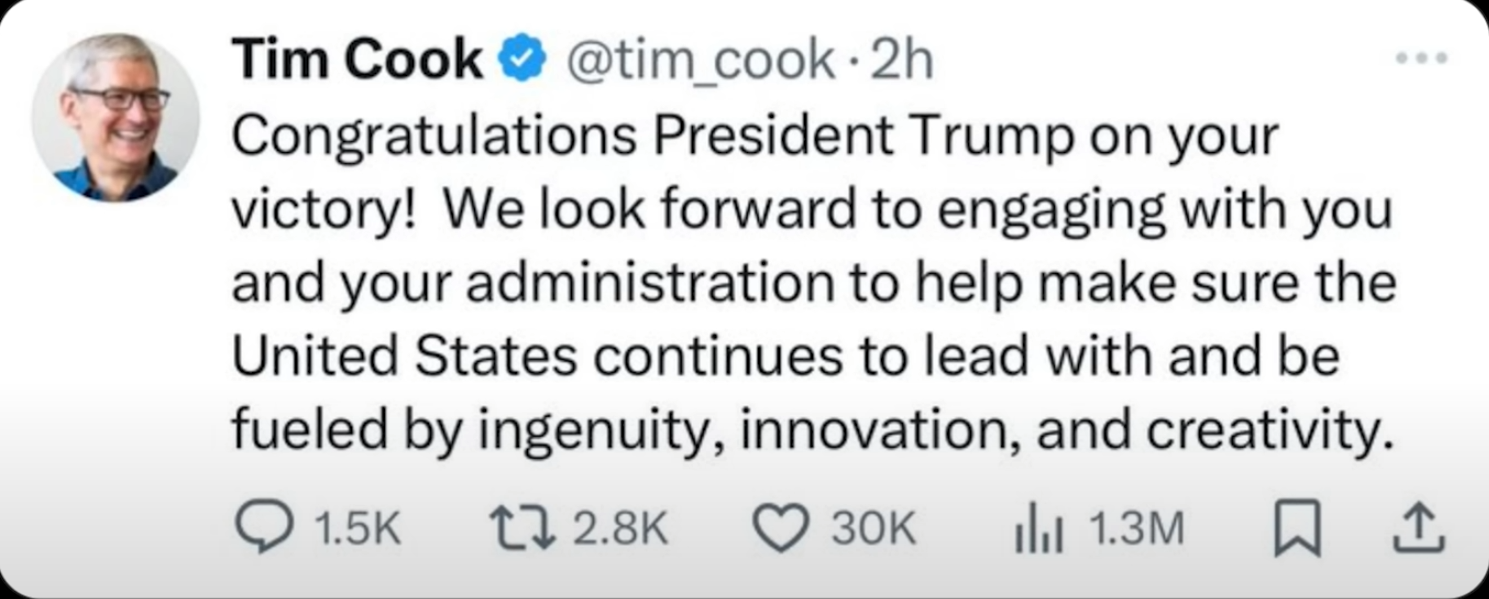 Tim Cook @tim_cook · 2h
Congratulations President Trump on your
victory!  We look forward to engaging with you
and your administration to help make sure the
United States continues to lead with and be
fueled by ingenuity, innovation, and creativity.
1.5K 2.8K 30K 1.3M